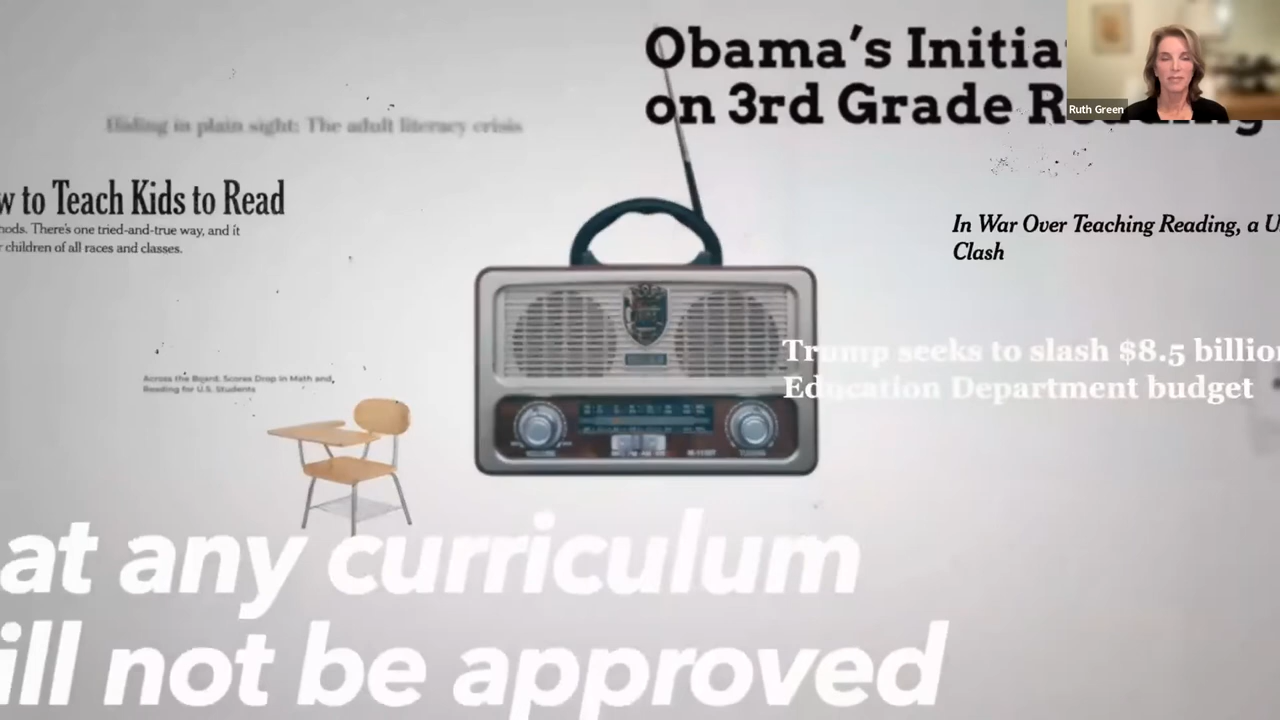 Obama's Initia
on 3rd Grade Reading
Ruth Green
Hiding in plain sight: The adult literacy crisis
w to Teach Kids to Read
nods. There's one tried-and-true way, and it
r children of all races and classes.
In War Over Teaching Reading, a U.
Clash
Trump seeks to slash $8.5 billion
Education Department budget
Across the Board, Scores Drop in Math and
Reading for U.S. Students
at any curriculum
ill not be approved